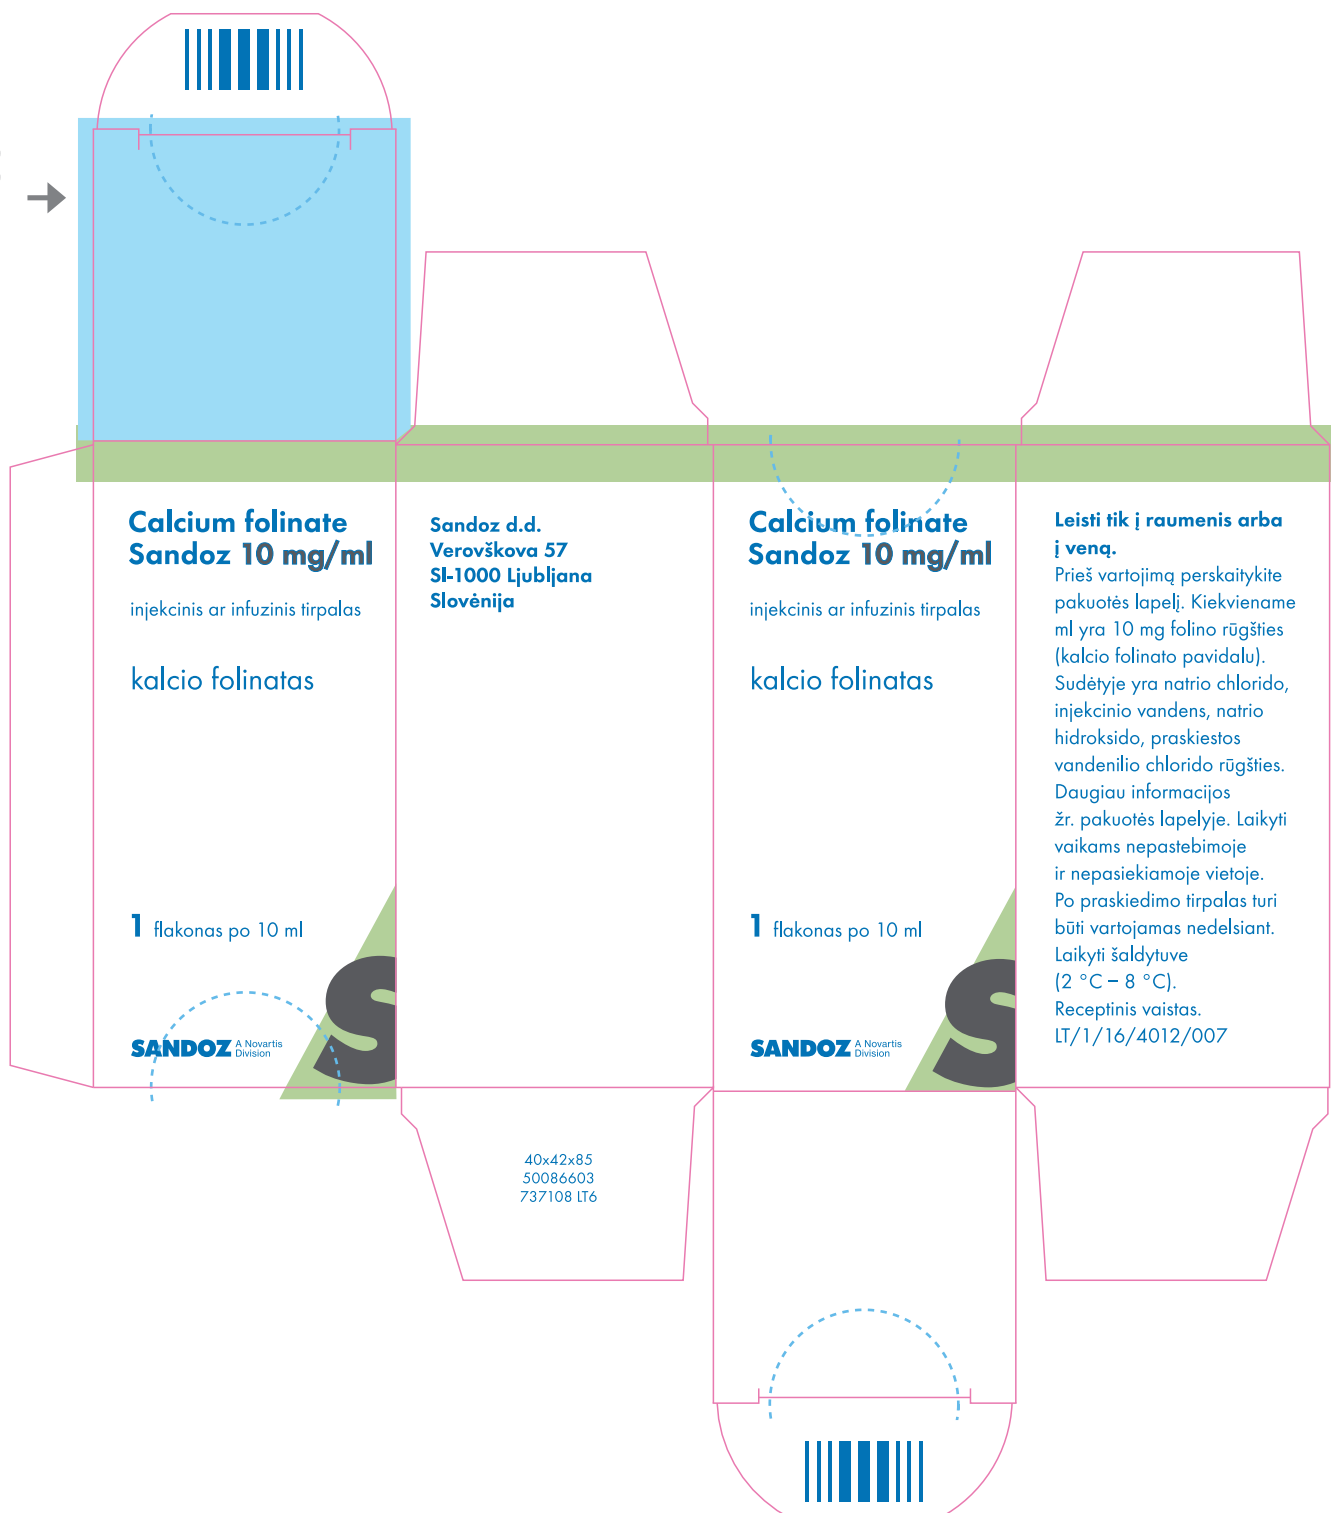 Calcium folinate
Sandoz 10 mg/ml
injekcinis ar infuzinis tirpalas
kalcio folinatas
1 flakonas po 10 ml
SANDOZ A Novartis
Division
Sandoz d.d.
Verovškova 57
SI-1000 Ljubljana
Slovėnija
40x42x85
50086603
737108 LT6
Calcium folinate
Sandoz 10 mg/ml
injekcinis ar infuzinis tirpalas
kalcio folinatas
1 flakonas po 10 ml
SANDOZ A Novartis
Division
Leisti tik į raumenis arba
į veną.
Prieš vartojimą perskaitykite
pakuotės lapelį. Kiekviename
ml yra 10 mg folino rūgšties
(kalcio folinato pavidalu).
Sudėtyje yra natrio chlorido,
injekcinio vandens, natrio
hidroksido, praskiestos
vandenilio chlorido rūgšties.
Daugiau informacijos
žr. pakuotės lapelyje. Laikyti
vaikams nepastebimoje
ir nepasiekiamoje vietoje.
Po praskiedimo tirpalas turi
būti vartojamas nedelsiant.
Laikyti šaldytuve
(2 °C – 8 °C).
Receptinis vaistas.
LT/1/16/4012/007